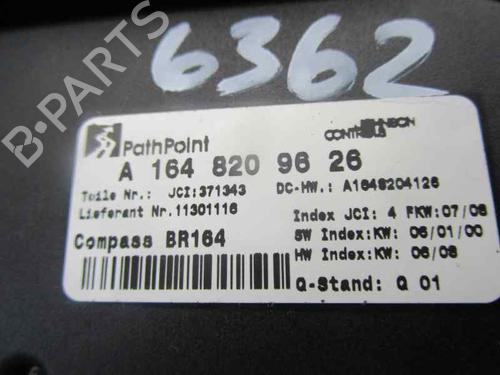 6362
B-PARTS
PathPoint
JOHNSON
CONTROLS
A 164 820 96 26
Teile Nr.: JCI:371343 DC-HW.: A1648204126
Lieferant Nr.11301116
Index JCI: 4 FKW:07/08
Compass BR164
SW Index:KW: 06/01/00
HW Index:KW: 06/08
Q-Stand: Q 01